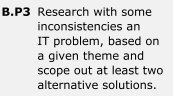 B.P3 Research with some
inconsistencies an
IT problem, based on
a given theme and
scope out at least two
alternative solutions.